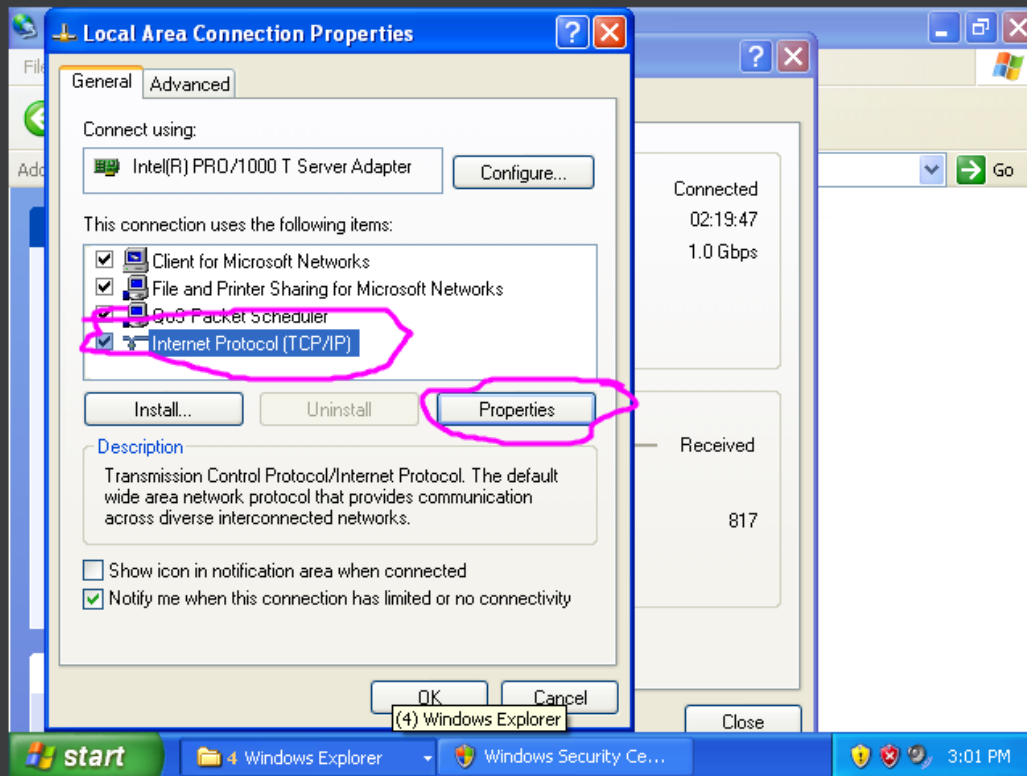 Local Area Connection Properties
File
General
Advanced
Connect using:
Intel(R) PRO/1000 T Server Adapter
Configure...
Go
This connection uses the following items:
Client for Microsoft Networks
File and Printer Sharing for Microsoft Networks
QoS Packet Scheduler
Internet Protocol (TCP/IP)
Install...
Uninstall
Properties
Description
Transmission Control Protocol/Internet Protocol. The default
wide area network protocol that provides communication
across diverse interconnected networks.
Show icon in notification area when connected
Notify me when this connection has limited or no connectivity
OK
Cancel
(4) Windows Explorer
Connected
02:19:47
1.0 Gbps
Received
817
Close
start
4 Windows Explorer
Windows Security Ce...
3:01 PM